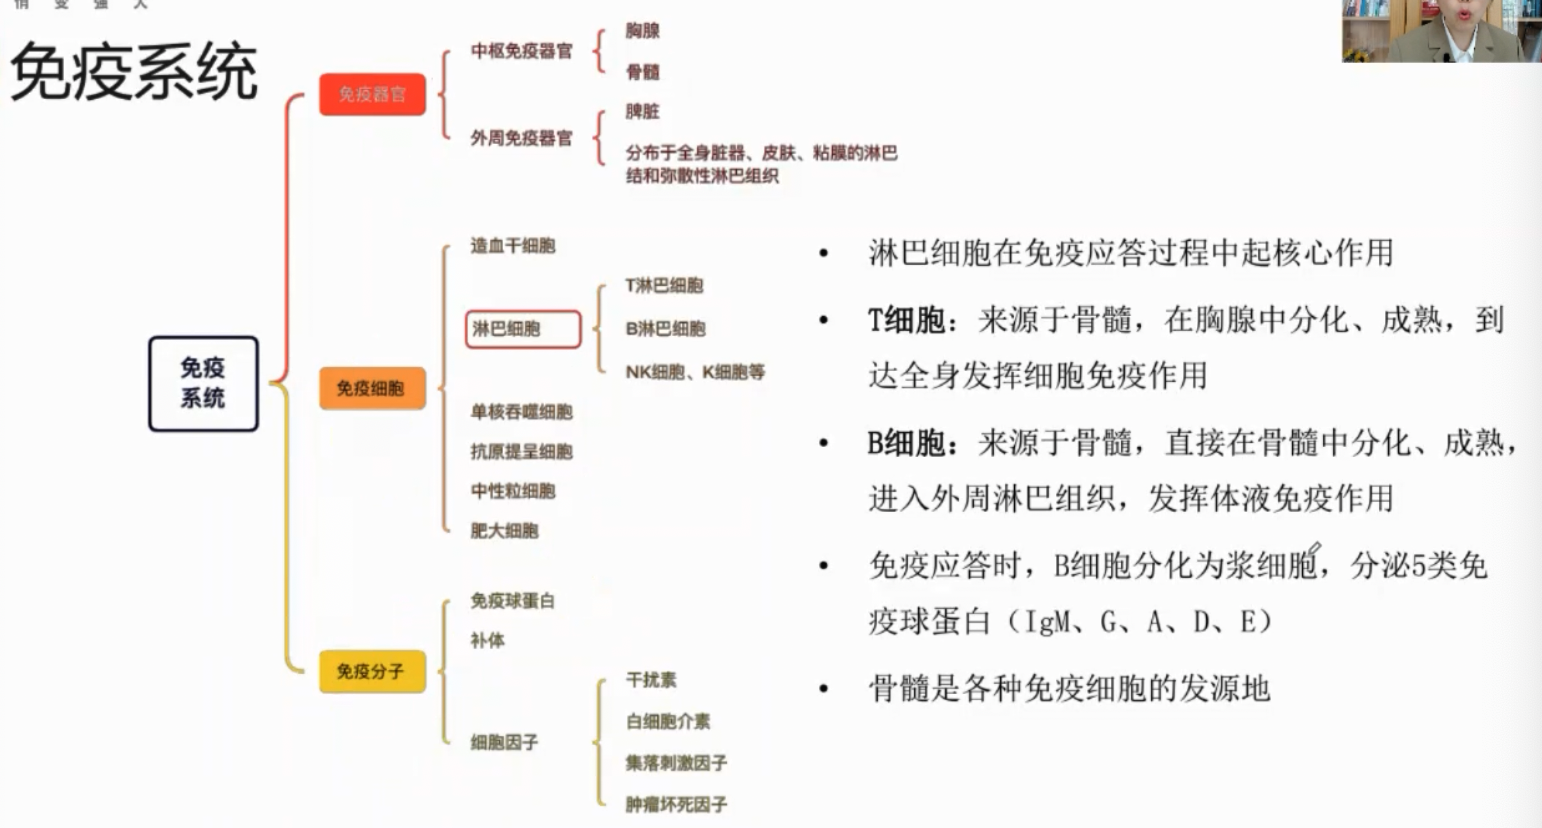 免疫系统
免疫
系统
免疫器官
中枢免疫器官
胸腺
骨髓
外周免疫器官
脾脏
分布于全身脏器、皮肤、粘膜的淋巴
结和弥散性淋巴组织
免疫细胞
造血干细胞
淋巴细胞
T淋巴细胞
B淋巴细胞
NK细胞、K细胞等
单核吞噬细胞
抗原提呈细胞
中性粒细胞
肥大细胞
免疫分子
免疫球蛋白
补体
细胞因子
干扰素
白细胞介素
集落刺激因子
肿瘤坏死因子
• 淋巴细胞在免疫应答过程中起核心作用
• T细胞：来源于骨髓，在胸腺中分化、成熟，到
达全身发挥细胞免疫作用
• B细胞：来源于骨髓，直接在骨髓中分化、成熟，
进入外周淋巴组织，发挥体液免疫作用
• 免疫应答时，B细胞分化为浆细胞，分泌5类免
疫球蛋白（IgM、G、A、D、E）
• 骨髓是各种免疫细胞的发源地